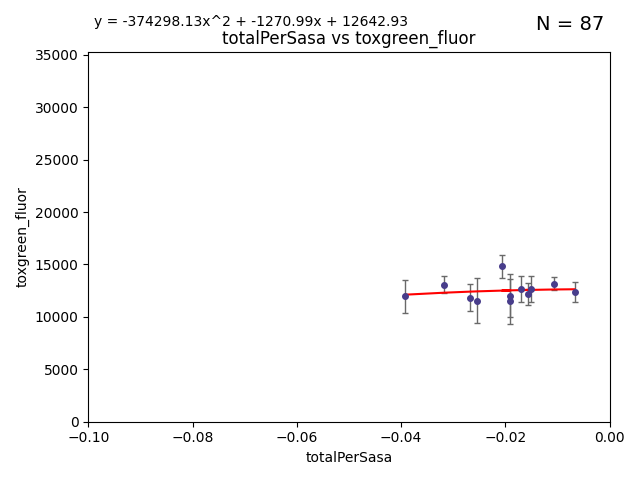 y = -374298.13x^2 + -1270.99x + 12642.93
N = 87
totalPerSasa vs toxgreen_fluor
35000
30000
25000
20000
15000
10000
5000
0
toxgreen_fluor
−0.10
−0.08
−0.06
−0.04
−0.02
0.00
totalPerSasa